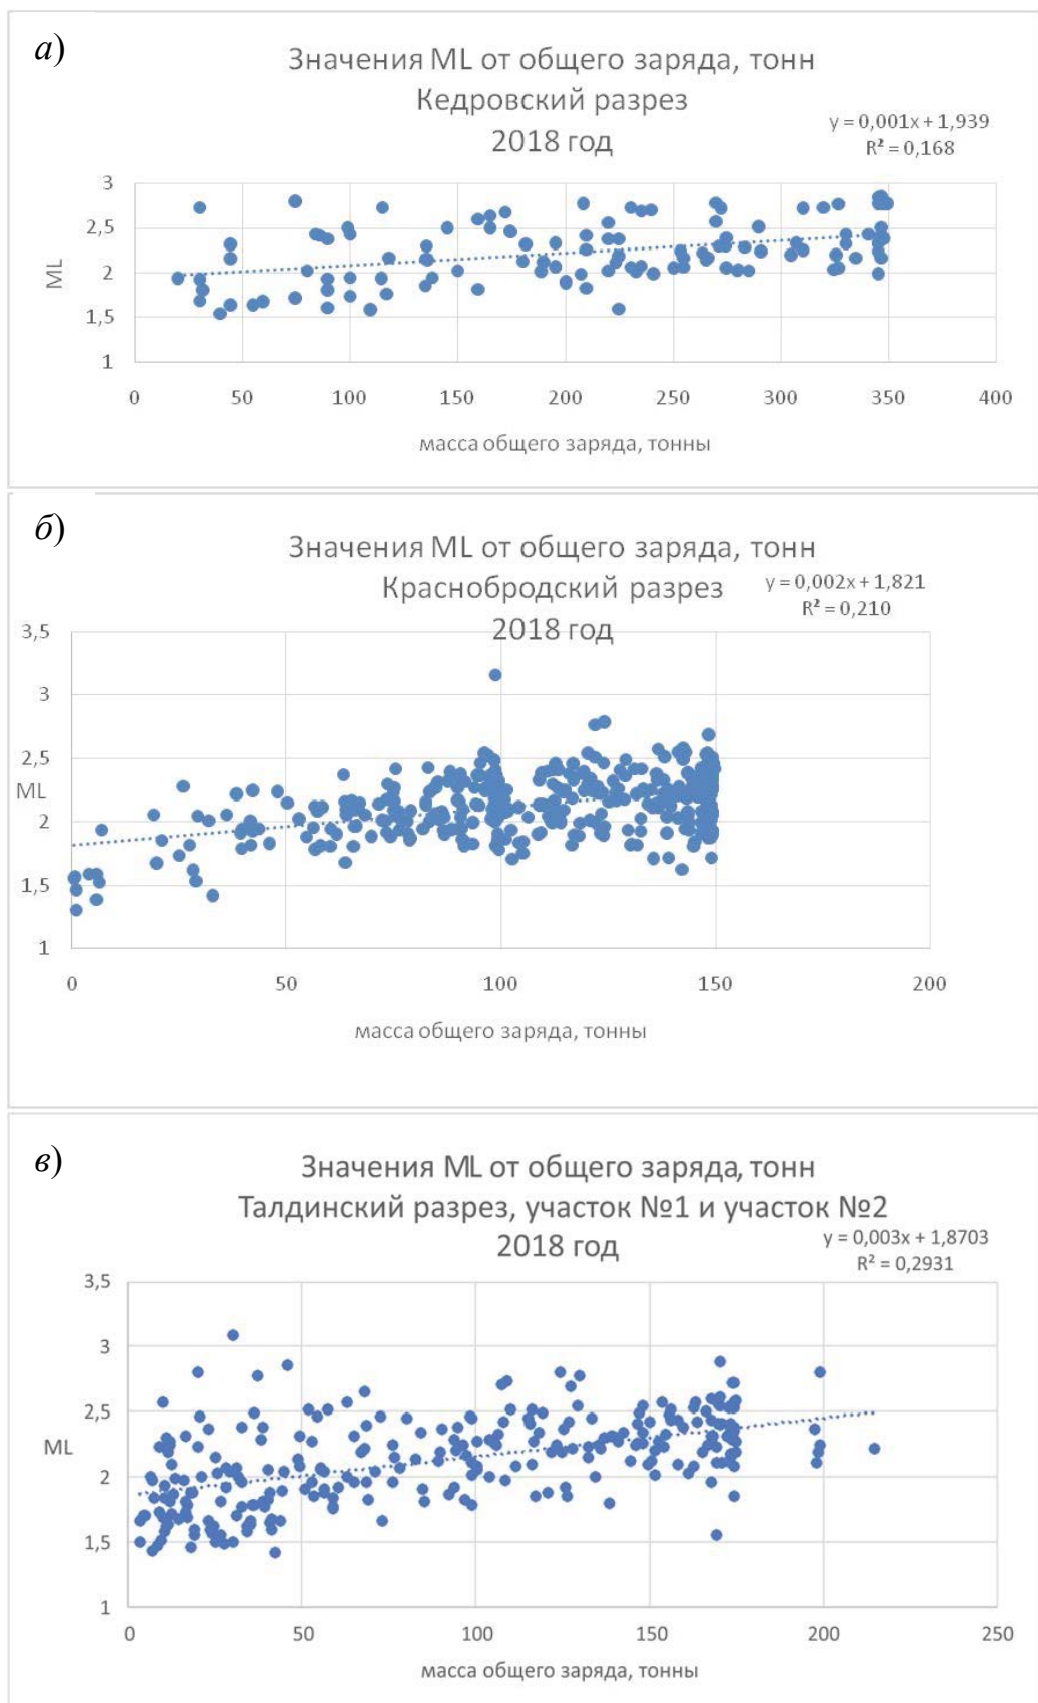 а)
Значения ML от общего заряда, тонн
Кедровский разрез
2018 год
y = 0,001x + 1,939
R² = 0,168
3
2,5
2
1,5
1
ML
0 50 100 150 200 250 300 350 400
масса общего заряда, тонны
б)
Значения ML от общего заряда, тонн
Краснобродский разрез
2018 год
y = 0,002x + 1,821
R² = 0,210
3,5
3
2,5
ML
2
1,5
1
0 50 100 150 200
масса общего заряда, тонны
в)
Значения ML от общего заряда, тонн
Талдинский разрез, участок №1 и участок №2
2018 год
y = 0,003x + 1,8703
R² = 0,2931
3,5
3
2,5
ML
2
1,5
1
0 50 100 150 200 250
масса общего заряда, тонны